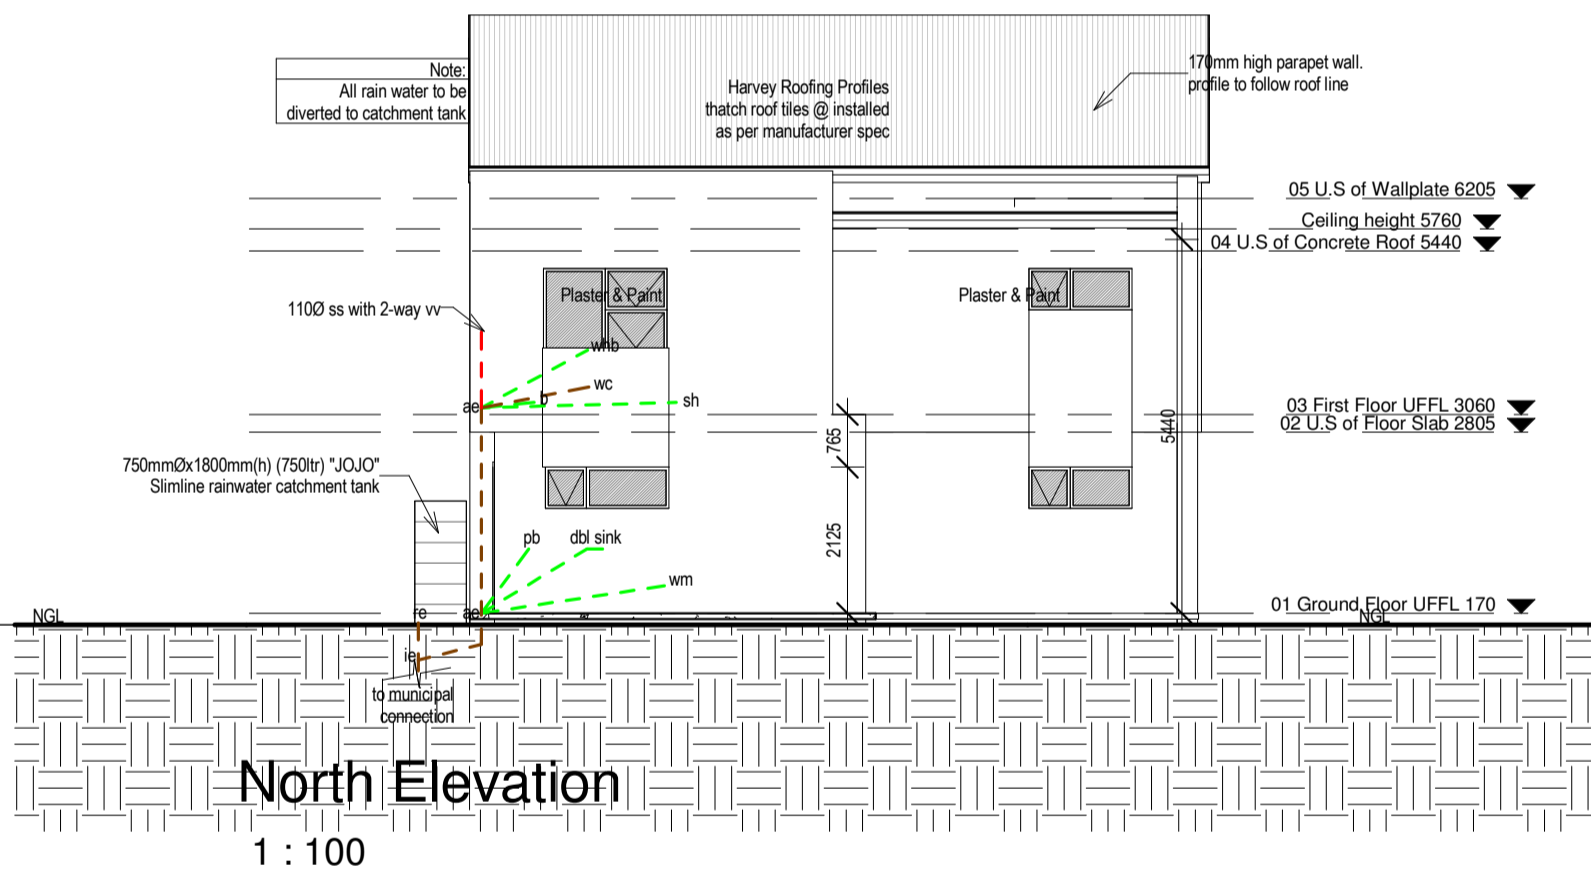 Note:
All rain water to be
diverted to catchment tank
Harvey Roofing Profiles
thatch roof tiles @ installed
as per manufacturer spec
170mm high parapet wall.
profile to follow roof line
05 U.S of Wallplate 6205
Ceiling height 5760
04 U.S of Concrete Roof 5440
Plaster & Paint
Plaster & Paint
110Ø ss with 2-way vv
whb
wc
b
sh
ae
03 First Floor UFFL 3060
02 U.S of Floor Slab 2805
765
5440
750mmØx1800mm(h) (750ltr) "JOJO"
Slimline rainwater catchment tank
2125
pb
dbl sink
wm
re
ae
01 Ground Floor UFFL 170
NGL
NGL
ie
to municipal
connection
North Elevation
1 : 100